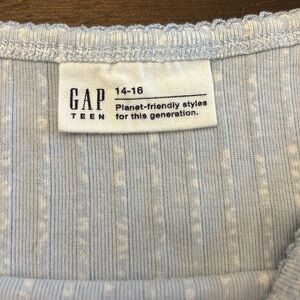 GAP
TEEN
14-16
Planet-friendly styles
for this generation.